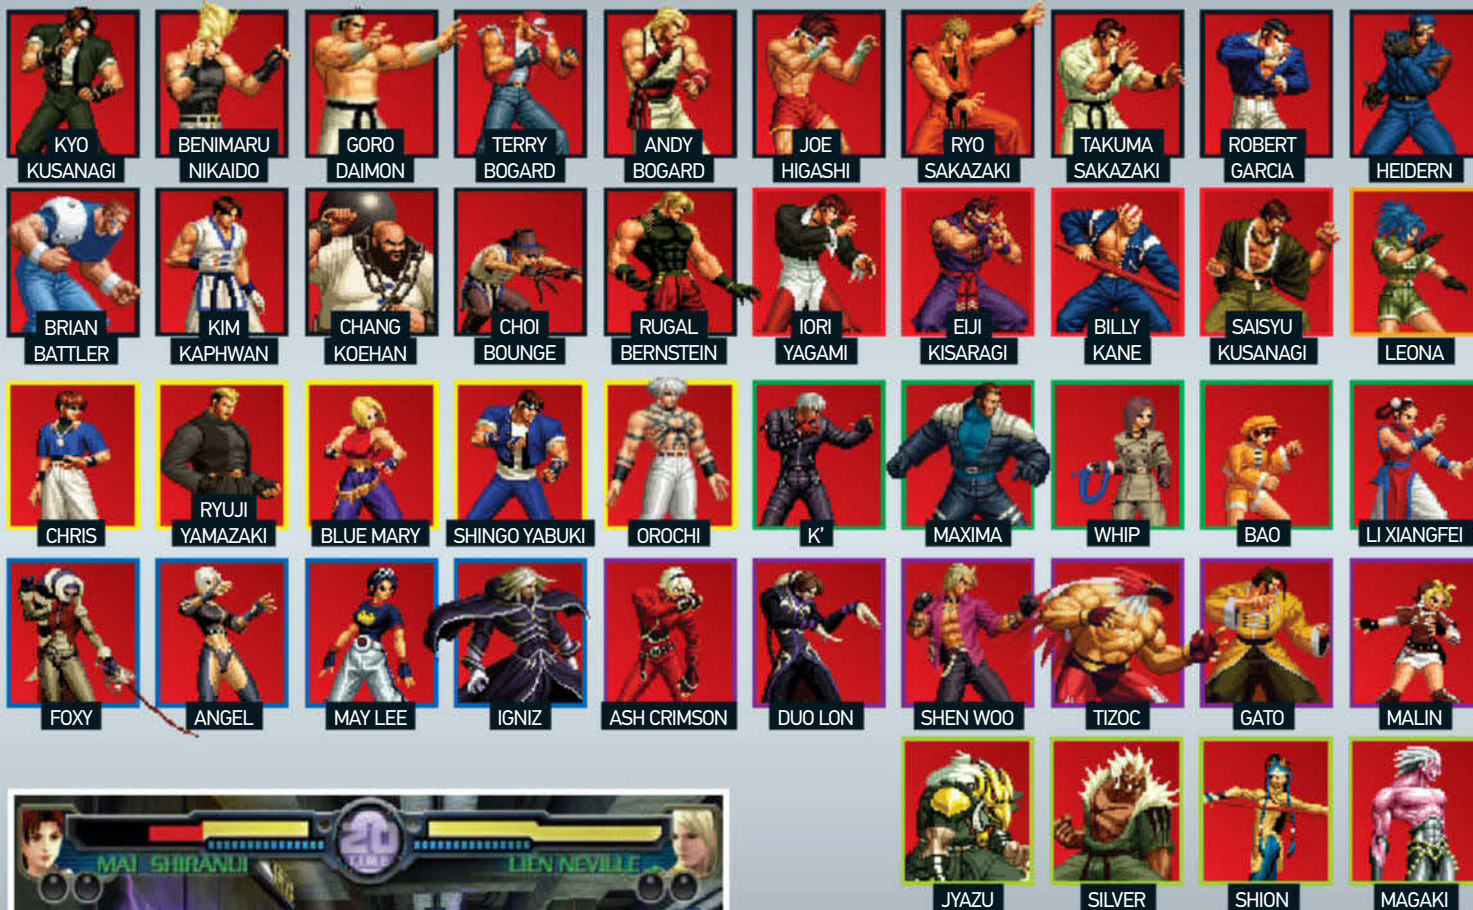 KYO
KUSANAGI
BENIMARU
NIKAIDO
GORO
DAIMON
TERRY
BOGARD
ANDY
BOGARD
JOE
HIGASHI
RYO
SAKAZAKI
TAKUMA
SAKAZAKI
ROBERT
GARCIA
HEIDERN
BRIAN
BATTLER
KIM
KAPHWAN
CHANG
KOEHAN
CHOI
BOUNGE
RUGAL
BERNSTEIN
IORI
YAGAMI
EIJI
KISARAGI
BILLY
KANE
SAISYU
KUSANAGI
LEONA
CHRIS
RYUJI
YAMAZAKI
BLUE MARY
SHINGO YABUKI
OROCHI
K'
MAXIMA
WHIP
BAO
LI XIANGFEI
FOXY
ANGEL
MAY LEE
IGNIZ
ASH CRIMSON
DUO LON
SHEN WOO
TIZOC
GATO
MALIN
JYAZU
SILVER
SHION
MAGAKI
20
TIME
MAI SHIRANUI
LIEN NEVILLE